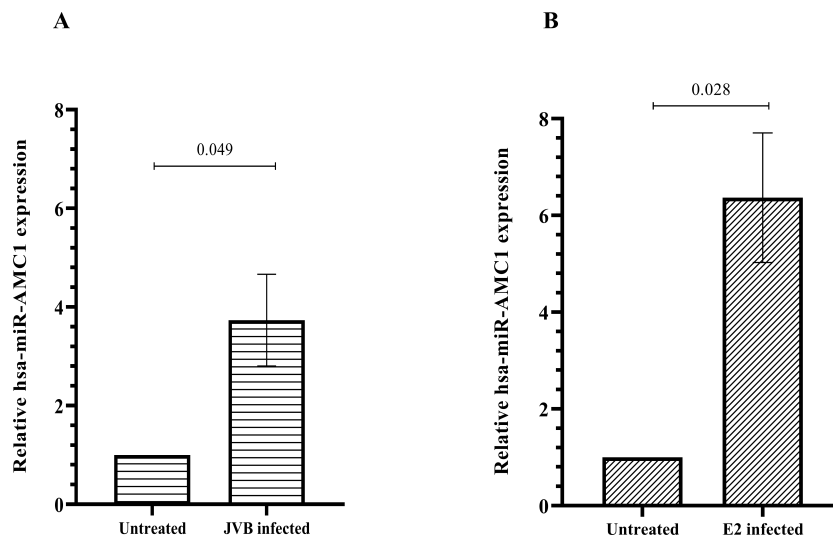 A
Relative hsa-miR-AMC1 expression
8
6
4
2
0
0.049
Untreated
JVB infected
B
Relative hsa-miR-AMC1 expression
8
6
4
2
0
0.028
Untreated
E2 infected